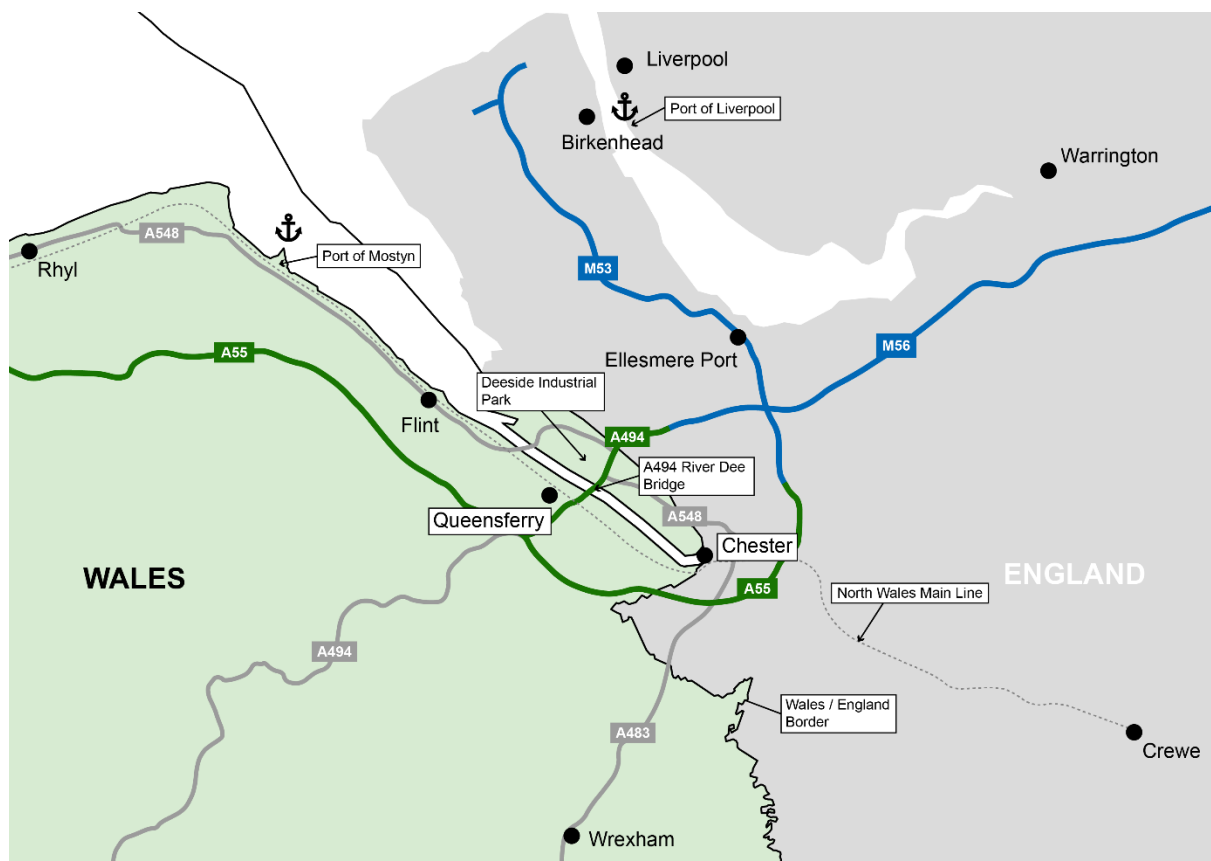 Liverpool
Port of Liverpool
Birkenhead
Warrington
A548
Port of Mostyn
Rhyl
M53
A55
M56
Ellesmere Port
Deeside Industrial
Park
Flint
A494
A494 River Dee
Bridge
Queensferry
A548
Chester
WALES
ENGLAND
A55
North Wales Main Line
A494
Wales / England
Border
A483
Crewe
Wrexham